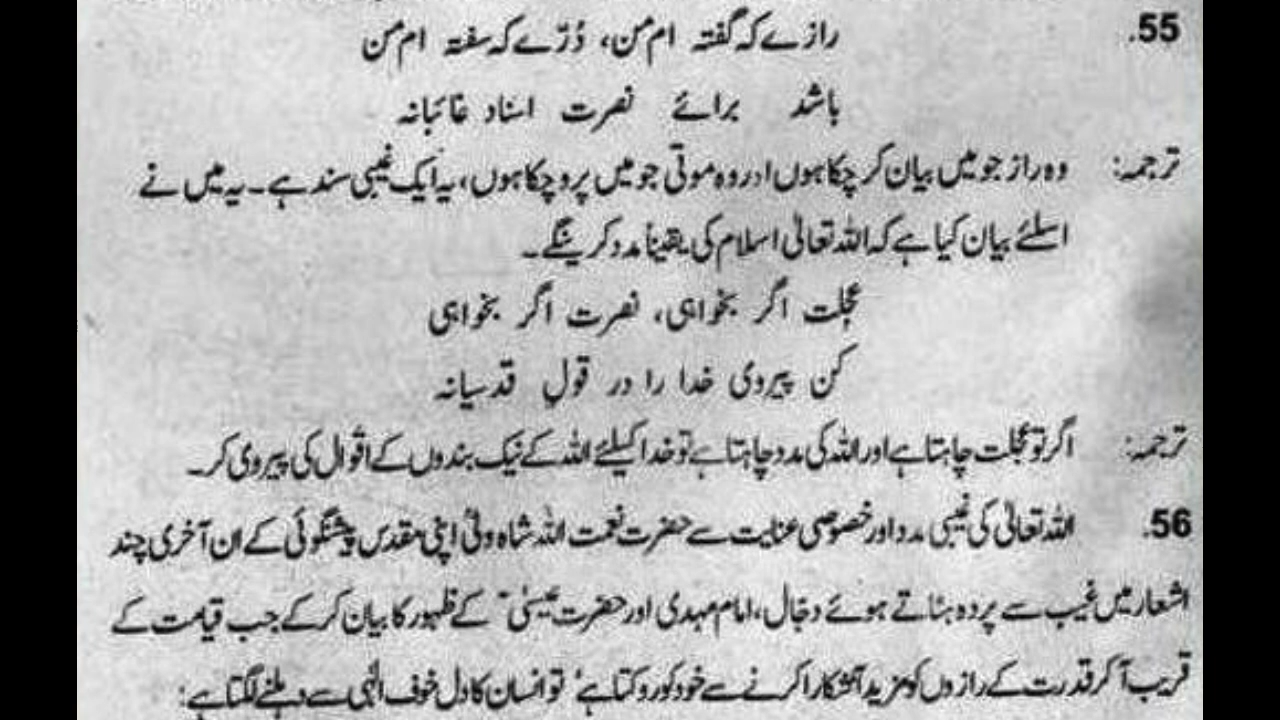 55.
رازے کہ گفتہ ام من، دُرّے کہ سفتہ ام من
باشد برائے نصرت اسناد غائبانہ
ترجمہ: وہ راز جو میں بیان کر چکا ہوں اور وہ موتی جو میں پرو چکا ہوں، یہ ایک غیبی سند ہے۔ یہ میں نے
اسلئے بیان کیا ہے کہ اللہ تعالٰی اسلام کی یقیناً مدد کرینگے۔
عجلت اگر بخواہی، نصرت اگر بخواہی
کن پیروی خدا را در قولِ قدسیانہ
ترجمہ: اگر تو عجلت چاہتا ہے اور اللہ کی مدد چاہتا ہے تو خدا کیلئے اللہ کے نیک بندوں کے اقوال کی پیروی کر۔
56. اللہ تعالٰی کی غیبی مدد اور خصوصی عنایت سے حضرت نعمت اللہ شاہ ولیؒ اپنی مقدس پیشگوئی کے ان آخری چند
اشعار میں غیب سے پردہ ہٹاتے ہوئے دجّال، امام مہدی اور حضرت عیسٰیؑ کے ظہور کا بیان کر کے جب قیامت کے
قریب آ کر قدرت کے رازوں کو مزید آشکارا کرنے سے خود کو روکتا ہے' تو انسان کا دل خوف الٰہی سے دہلنے لگتا ہے: